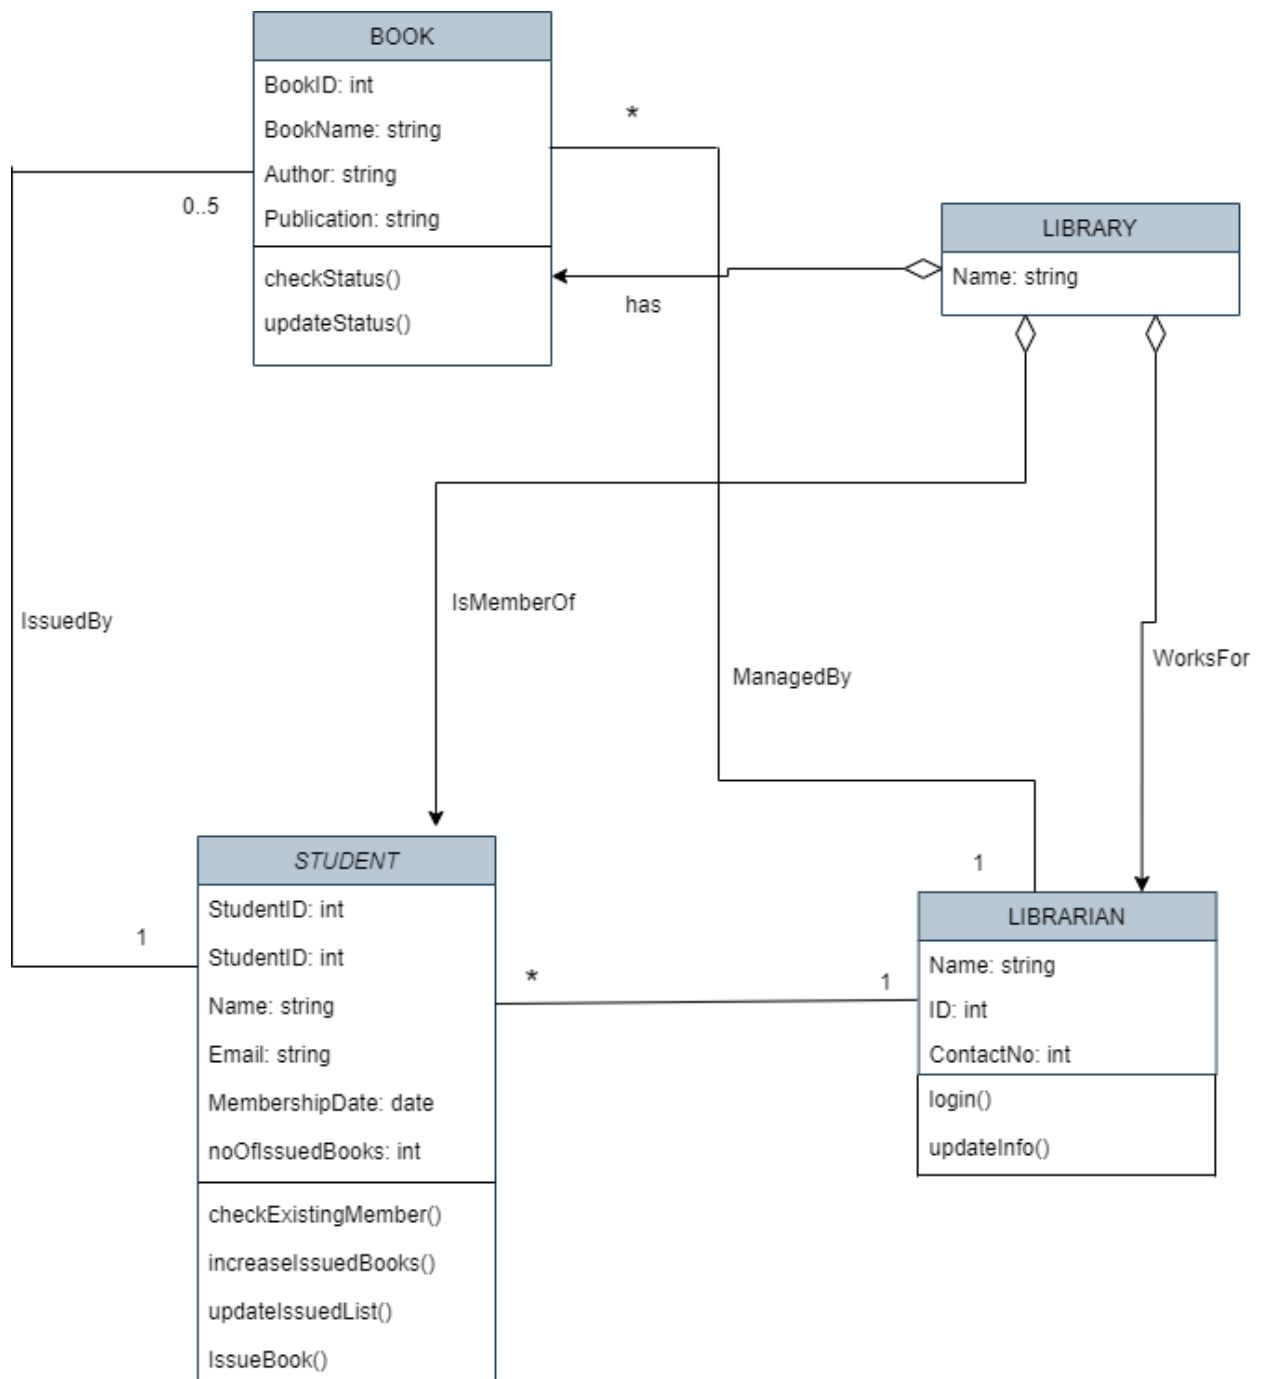 BOOK
BookID: int
BookName: string
Author: string
Publication: string
checkStatus()
updateStatus()
*
0..5
LIBRARY
Name: string
has
IssuedBy
IsMemberOf
ManagedBy
WorksFor
STUDENT
StudentID: int
StudentID: int
Name: string
Email: string
MembershipDate: date
noOfIssuedBooks: int
checkExistingMember()
increaseIssuedBooks()
updateIssuedList()
IssueBook()
1
*
1
1
LIBRARIAN
Name: string
ID: int
ContactNo: int
login()
updateInfo()